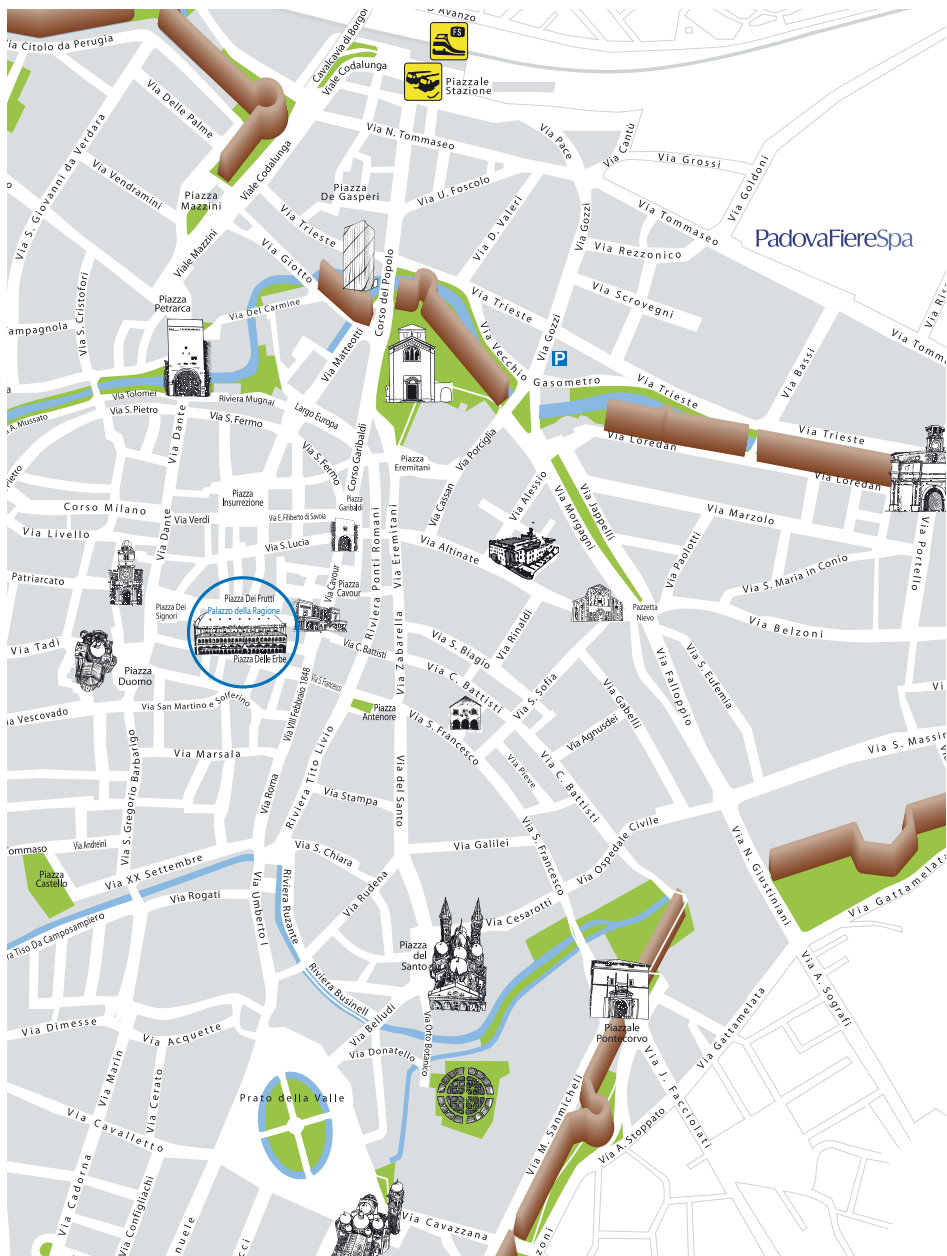 D'Avanzo
Via Citolo da Perugia
Cavalcavia di Borgo
Viale Codalunga
FS
Piazzale
Stazione
Via Delle Palme
Via N. Tommaseo
Via Pace
Via Cantù
Via Grossi
Via Goldoni
Via S. Giovanni da Verdara
Via Vendramini
Viale Codalunga
Piazza
Mazzini
Piazza
De Gasperi
Via U. Foscolo
Via D. Valeri
Via Gozzi
Via Tommaseo
PadovaFiereSpa
Via Trieste
Viale Mazzini
Via Giotto
Via Rezzonico
Via Scrovegni
Via S. Cristofori
Campagnola
Piazza
Petrarca
Via Del Carmine
Corso del Popolo
Via Trieste
Via Vecchio
Via Gozzi
P
Via Tomm
Via Bassi
Via Matteotti
Gasometro
Via Trieste
Via Trieste
Via Tolomei
Riviera Mugnai
A. Mussato
Via S. Pietro
Via S. Fermo
Largo Europa
Via Dante
Via S. Fermo
Corso Garibaldi
Piazza
Eremitani
Via Porciglia
Via Loredan
Via Loredan
Pietro
Piazza
Insurrezione
Piazza
Garibaldi
Via Cassan
Via Alessio
Via Morgagni
Via Jappelli
Corso Milano
Via Verdi
Via E. Filiberto di Savoia
Via Marzolo
Via Livello
Via Dante
Via S. Lucia
Riviera Ponti Romani
Via Eremitani
Via Altinate
Via Paolotti
Via Portello
Patriarcato
Via Cavour
Piazza
Cavour
Via S. Maria in Conio
Piazza Dei
Signori
Piazza Dei Frutti
Palazzo della Ragione
Piazza Delle Erbe
Pazzetta
Nievo
Via Belzoni
Via Tadi
Piazza
Duomo
Via C. Battisti
Via Zabarella
Via S. Biagio
Via Rinaldi
Via S. Eufemia
Via Falloppio
Via S. Francesco
Via C. Battisti
Via S. Sofia
Via Gabelli
Via Vescovado
Via San Martino e Solferino
Via VIII Febbraio 1848
Piazza
Antenore
Via S. Francesco
Via Agnusdei
Via S. Massim
Via S. Gregorio Barbarigo
Via Marsala
Via Roma
Riviera Tito Livio
Via del Santo
Via Pieve
Via C. Battisti
Via Stampa
Tommaso
Via Andreini
Via S. Chiara
Via Galilei
Via S. Francesco
Via Ospedale Civile
Via N. Giustiniani
Piazza
Castello
Via XX Settembre
Via Rogati
Via Umberto I
Riviera Ruzante
Via Rudena
Via Cesarotti
Via Gattamelata
Via Tiso Da Camposampiero
Piazza
del
Santo
Riviera Businell
Via Belludi
Via Orto Botanico
Via A. Sografi
Via Dimesse
Via Acquette
Via Donatello
Piazzale
Pontecorvo
Via Gattamelata
Via Marin
Via Cerato
Prato della Valle
Via M. Sanmicheli
Via J. Facciolati
Via A. Stoppato
Via Cavalletto
Via Cadorna
Via Configliachi
Via Cavazzana